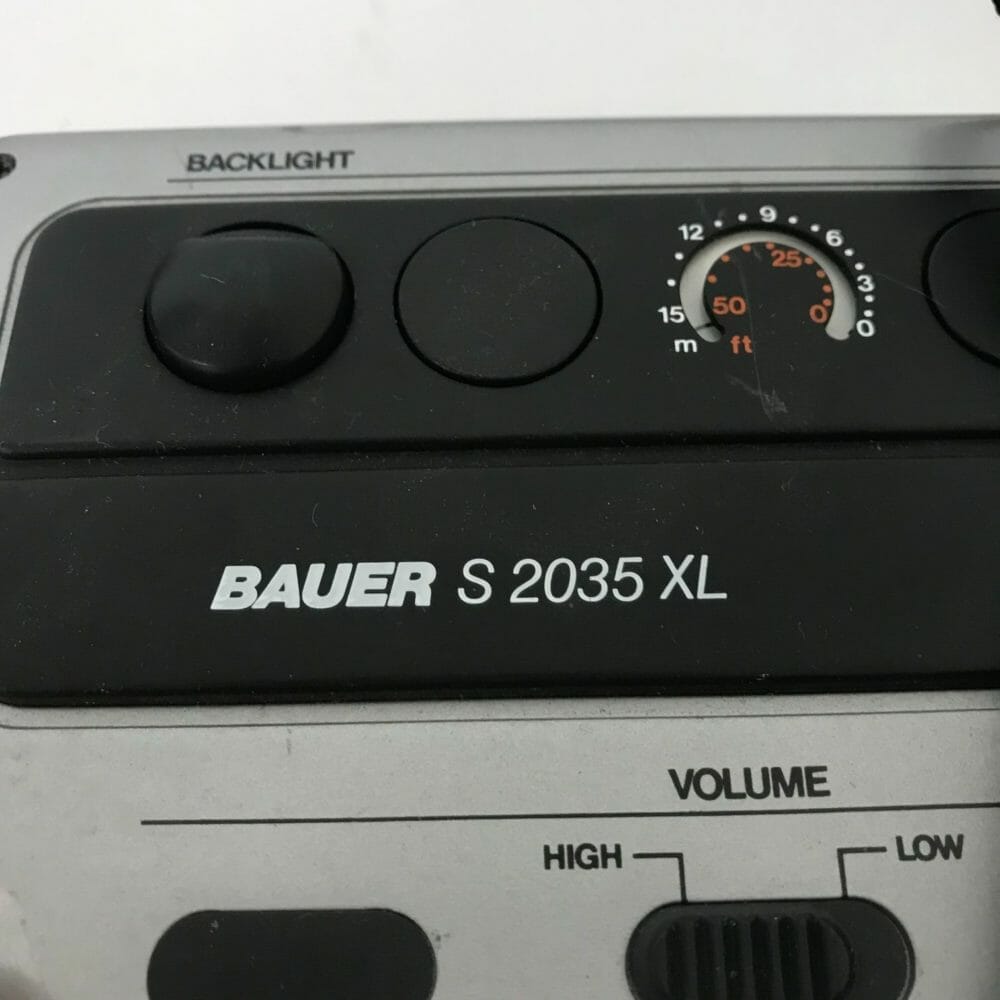 BACKLIGHT
12 9 6 3 0
15 m
25
50 0
ft
BAUER S 2035 XL
VOLUME
HIGH LOW